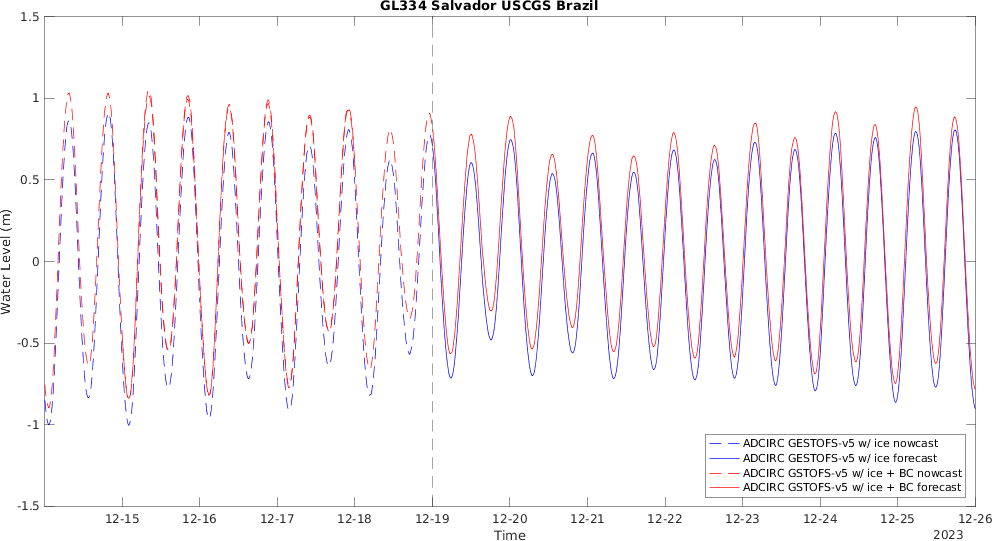 GL334 Salvador USCGS Brazil
1.5
1
0.5
0
-0.5
-1
-1.5
Water Level (m)
12-15 12-16 12-17 12-18 12-19 12-20 12-21 12-22 12-23 12-24 12-25 12-26
Time
2023
ADCIRC GESTOFS-v5 w/ ice nowcast
ADCIRC GESTOFS-v5 w/ ice forecast
ADCIRC GSTOFS-v5 w/ ice + BC nowcast
ADCIRC GSTOFS-v5 w/ ice + BC forecast